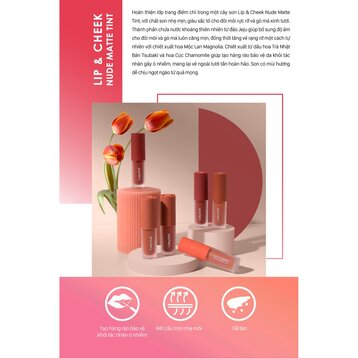 LIP & CHEEK
NUDE MATTE TINT
Hoàn thiện lớp trang điểm chỉ trong một cây son Lip & Cheek Nude Matte
Tint, với chất son nhẹ mịn, giàu sắc tố cho đôi môi rực rỡ và gò má xinh tươi.
Thành phần chứa nước khoáng thiên nhiên từ đảo Jeju giúp bổ sung độ ẩm
cho đôi môi và gò má luôn căng mịn, đồng thời tăng vẻ rạng rỡ một cách tự
nhiên với chiết xuất hoa Mộc Lan Magnolia. Chiết xuất từ dầu hoa Trà Nhật
Bản Tsubaki và hoa Cúc Chamomile giúp tạo hàng rào bảo vệ da khỏi tác
nhân gây ô nhiễm, mang lại vẻ ngoài tươi tắn hoàn hảo. Son có mùi hương
dễ chịu ngọt ngào từ quả mọng.
Tạo hàng rào bảo vệ
khỏi tác nhân ô nhiễm
Kết cấu mịn nhẹ môi
Dễ tán